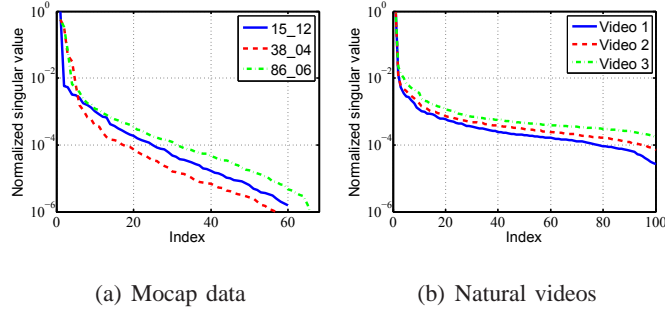 Normalized singular value
10^0
10^−2
10^−4
10^−6
0 20 40 60
Index
15_12
38_04
86_06
(a) Mocap data
Normalized singular value
10^0
10^−2
10^−4
10^−6
0 20 40 60 80 100
Index
Video 1
Video 2
Video 3
(b) Natural videos